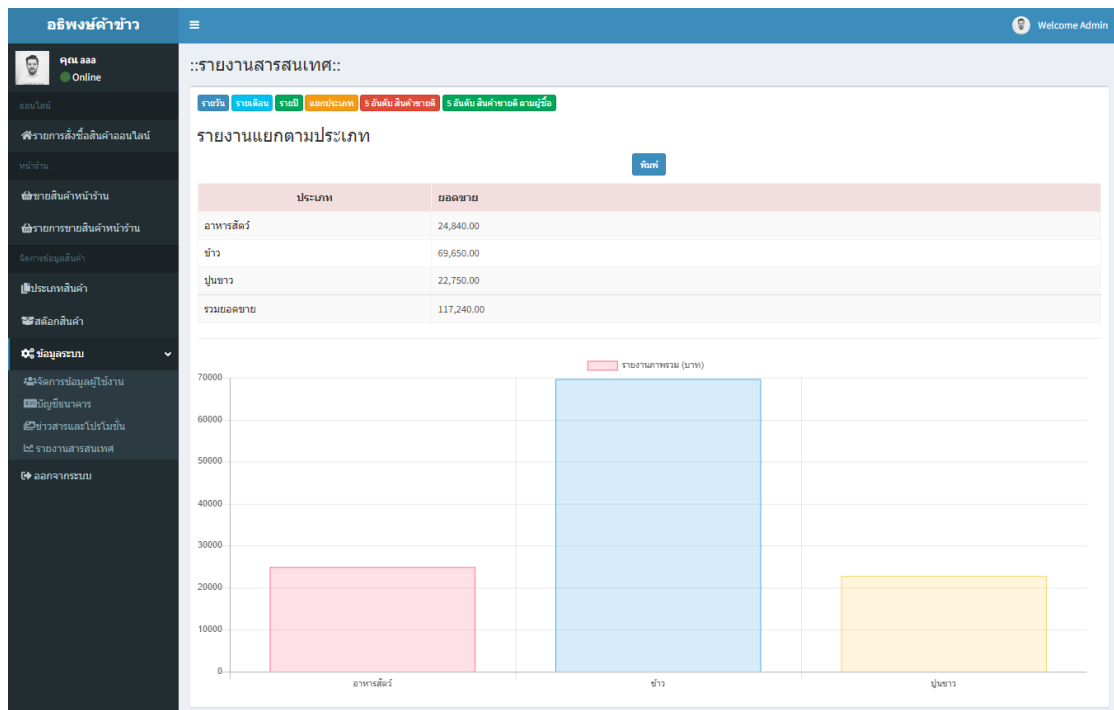 อธิพงษ์ค้าข้าว
Welcome Admin
คุณ aaa
Online
ออนไลน์
รายการสั่งซื้อสินค้าออนไลน์
หน้าร้าน
ขายสินค้าหน้าร้าน
รายการขายสินค้าหน้าร้าน
จัดการข้อมูลสินค้า
ประเภทสินค้า
สต๊อกสินค้า
ข้อมูลระบบ
จัดการข้อมูลผู้ใช้งาน
บัญชีธนาคาร
ข่าวสารและโปรโมชั่น
รายงานสารสนเทศ
ออกจากระบบ
::รายงานสารสนเทศ::
รายวัน รายเดือน รายปี แยกประเภท 5 อันดับ สินค้าขายดี 5 อันดับ สินค้าขายดี ตามผู้ซื้อ
รายงานแยกตามประเภท
พิมพ์
ประเภท ยอดขาย
อาหารสัตว์ 24,840.00
ข้าว 69,650.00
ปูนขาว 22,750.00
รวมยอดขาย 117,240.00
รายงานภาพรวม (บาท)
70000
60000
50000
40000
30000
20000
10000
0
อาหารสัตว์ ข้าว ปูนขาว